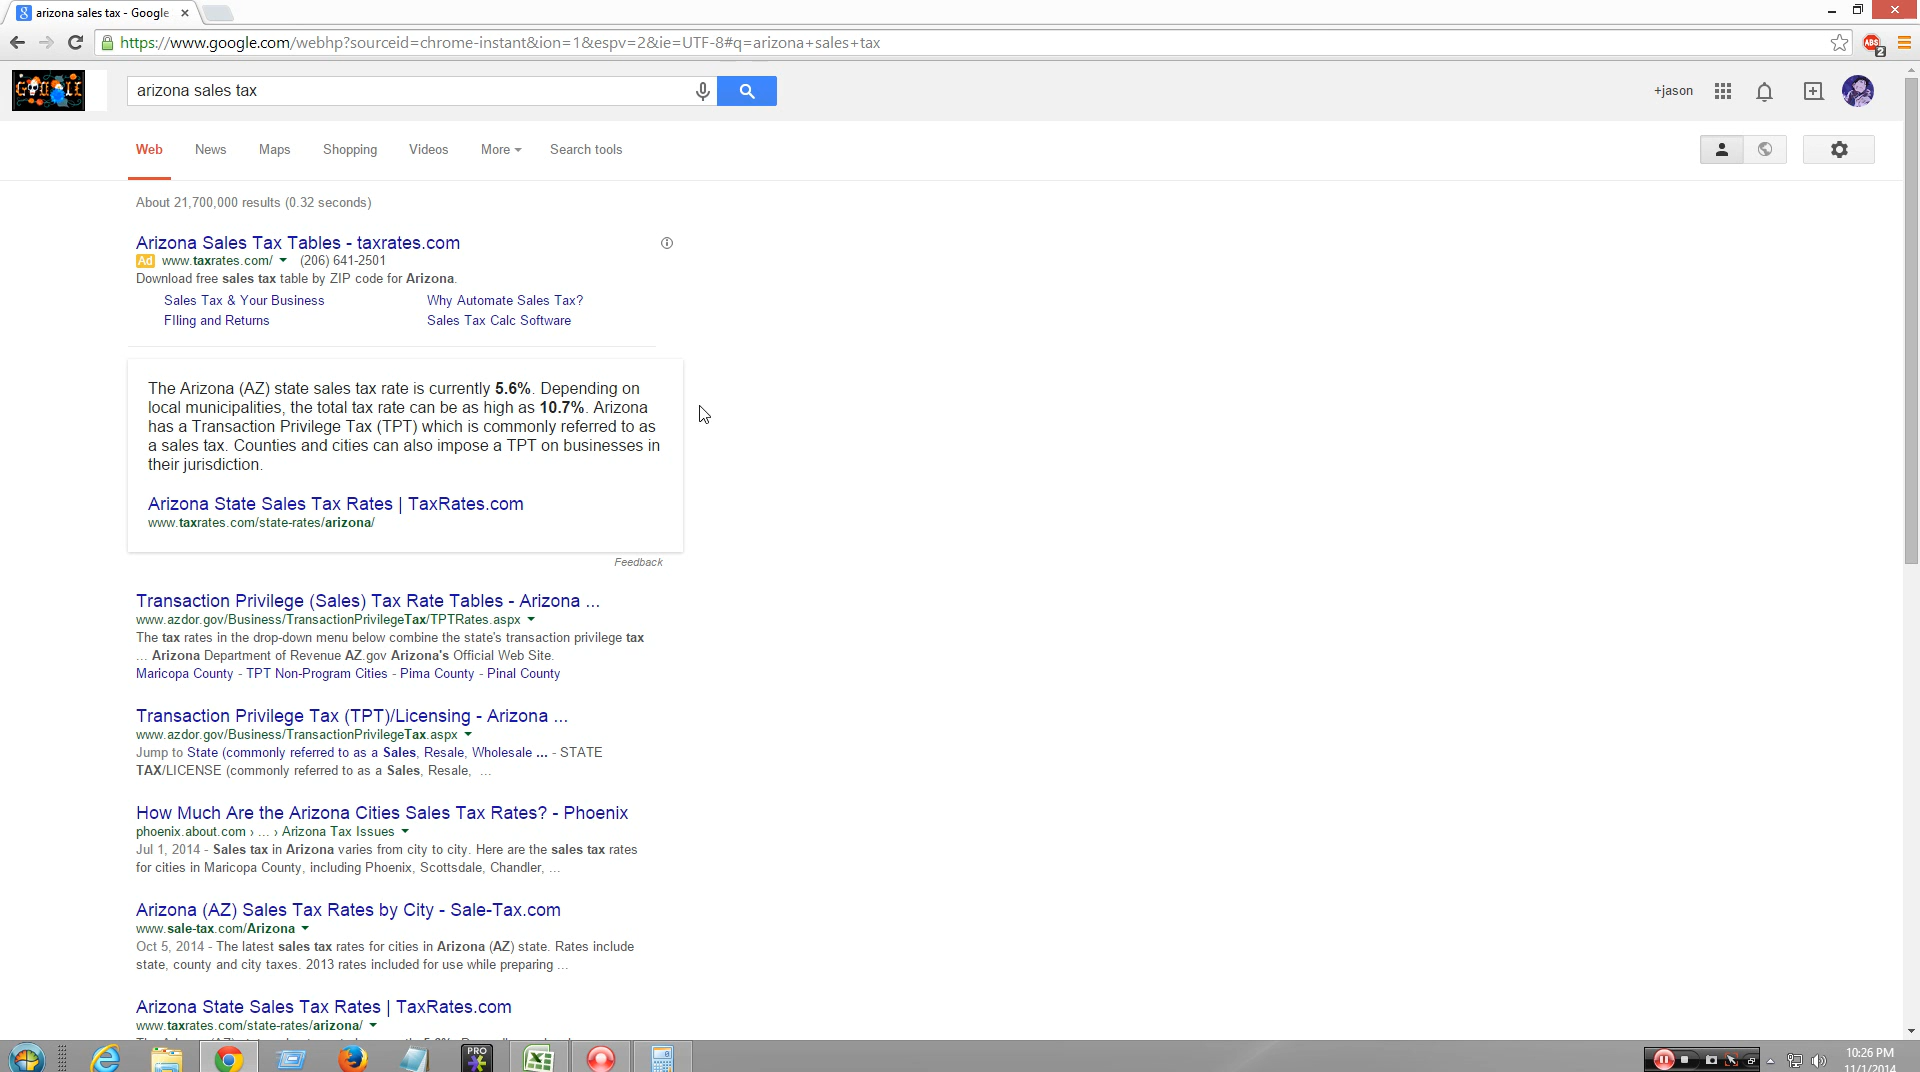 arizona sales tax - Google
https://www.google.com/webhp?sourceid=chrome-instant&ion=1&espv=2&ie=UTF-8#q=arizona+sales+tax
ABS
2
arizona sales tax
+jason
Web News Maps Shopping Videos More Search tools
About 21,700,000 results (0.32 seconds)
Arizona Sales Tax Tables - taxrates.com
Ad www.taxrates.com/ (206) 641-2501
Download free sales tax table by ZIP code for Arizona.
Sales Tax & Your Business Why Automate Sales Tax?
FIling and Returns Sales Tax Calc Software
The Arizona (AZ) state sales tax rate is currently 5.6%. Depending on
local municipalities, the total tax rate can be as high as 10.7%. Arizona
has a Transaction Privilege Tax (TPT) which is commonly referred to as
a sales tax. Counties and cities can also impose a TPT on businesses in
their jurisdiction.
Arizona State Sales Tax Rates | TaxRates.com
www.taxrates.com/state-rates/arizona/
Feedback
Transaction Privilege (Sales) Tax Rate Tables - Arizona ...
www.azdor.gov/Business/TransactionPrivilegeTax/TPTRates.aspx
The tax rates in the drop-down menu below combine the state's transaction privilege tax
... Arizona Department of Revenue AZ.gov Arizona's Official Web Site.
Maricopa County - TPT Non-Program Cities - Pima County - Pinal County
Transaction Privilege Tax (TPT)/Licensing - Arizona ...
www.azdor.gov/Business/TransactionPrivilegeTax.aspx
Jump to State (commonly referred to as a Sales, Resale, Wholesale ... - STATE
TAX/LICENSE (commonly referred to as a Sales, Resale, ...
How Much Are the Arizona Cities Sales Tax Rates? - Phoenix
phoenix.about.com › ... › Arizona Tax Issues
Jul 1, 2014 - Sales tax in Arizona varies from city to city. Here are the sales tax rates
for cities in Maricopa County, including Phoenix, Scottsdale, Chandler, ...
Arizona (AZ) Sales Tax Rates by City - Sale-Tax.com
www.sale-tax.com/Arizona
Oct 5, 2014 - The latest sales tax rates for cities in Arizona (AZ) state. Rates include
state, county and city taxes. 2013 rates included for use while preparing ...
Arizona State Sales Tax Rates | TaxRates.com
www.taxrates.com/state-rates/arizona/
PRO
10:26 PM
11/1/2014